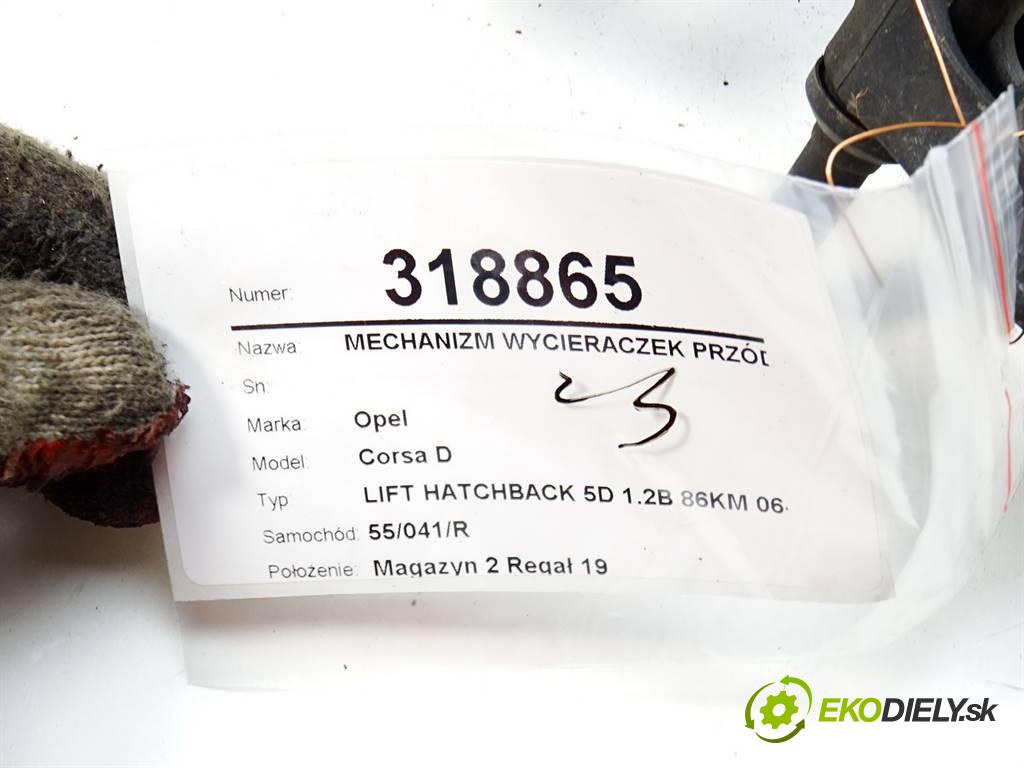 Numer: 318865
Nazwa: MECHANIZM WYCIERACZEK PRZÓD
Sn:
Marka: Opel
Model: Corsa D
Typ LIFT HATCHBACK 5D 1.2B 86KM 06-
Samochód: 55/041/R
Położenie: Magazyn 2 Regał 19
EKODIELY.sk